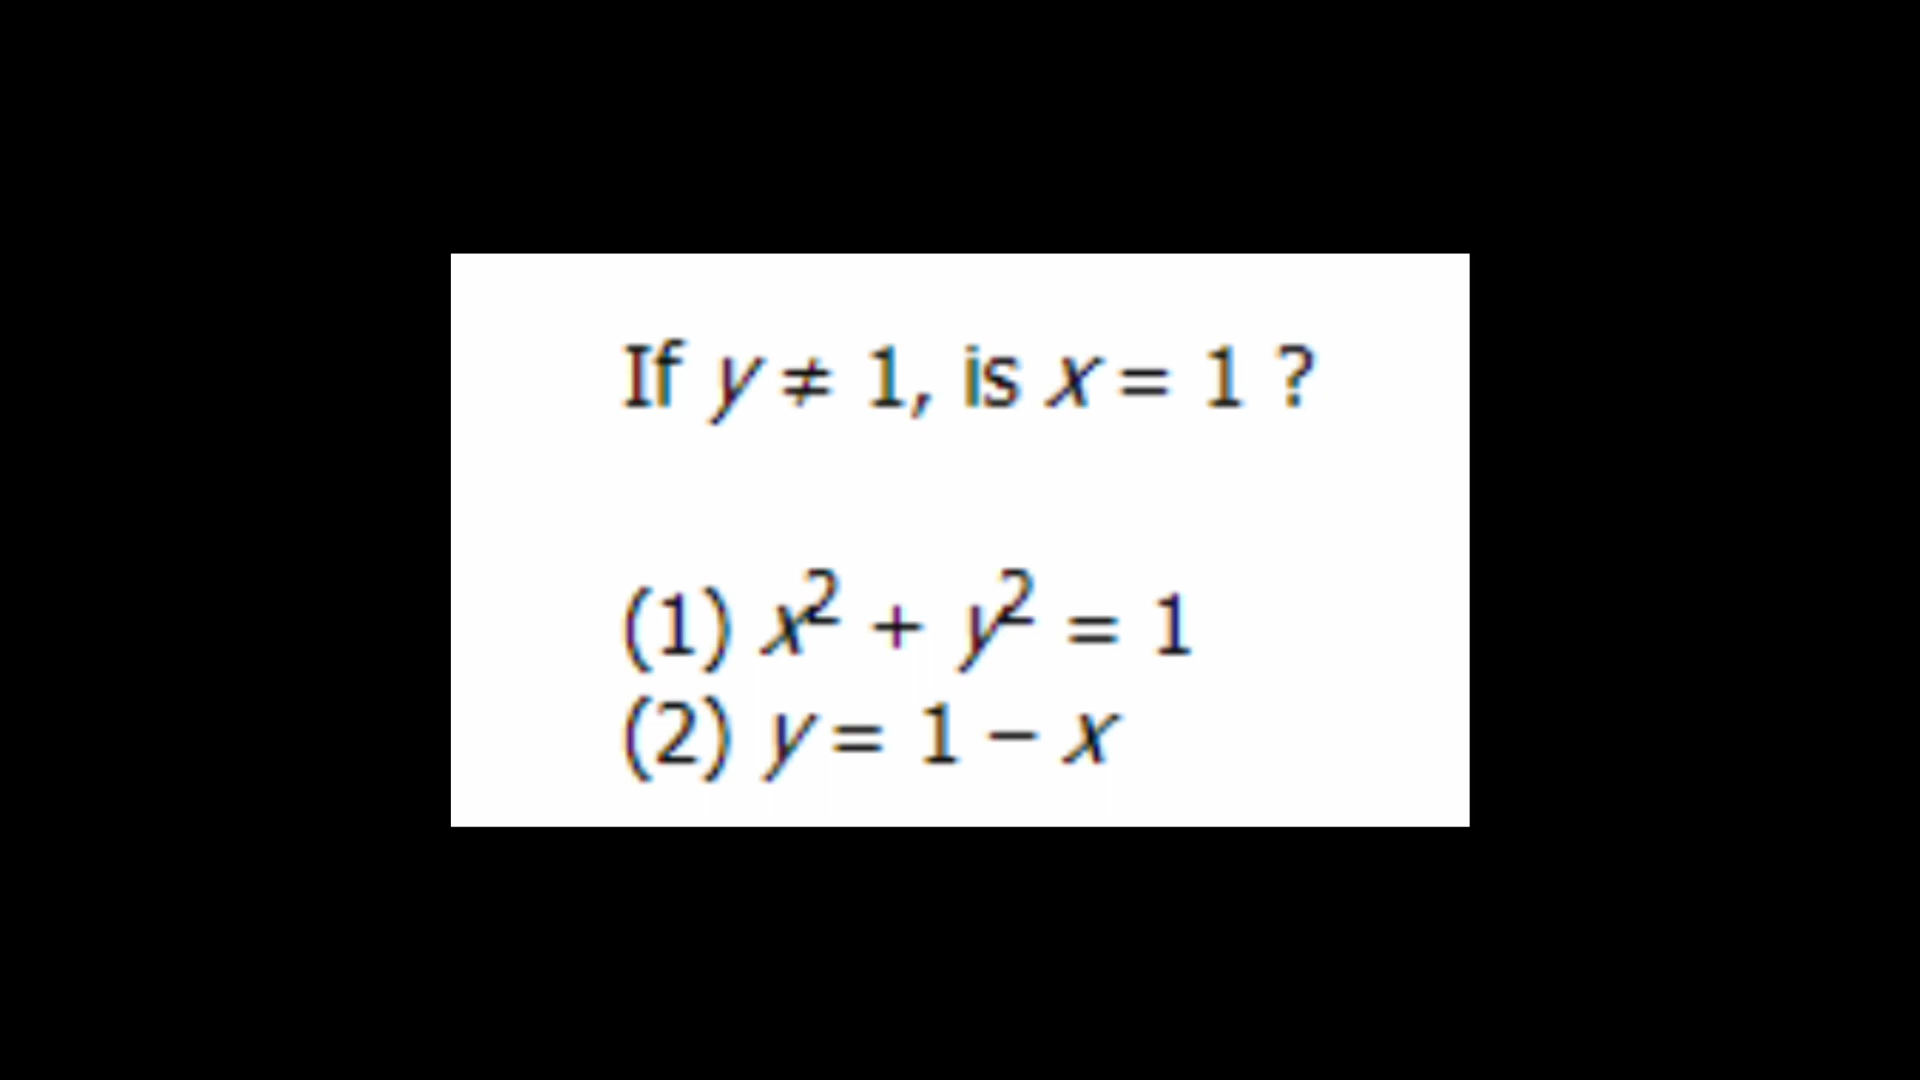 If y ≠ 1, is x = 1 ?
(1) x² + y² = 1
(2) y = 1 − x